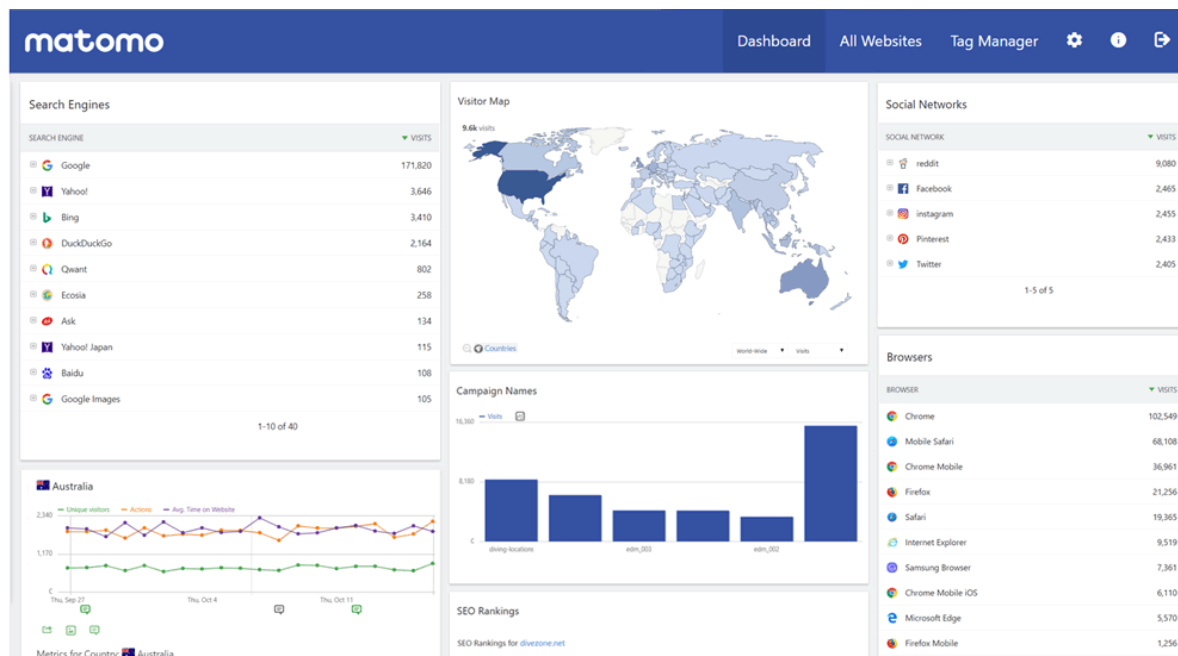 matomo
Dashboard All Websites Tag Manager
Search Engines
SEARCH ENGINE VISITS
Google 171,820
Yahoo! 3,646
Bing 3,410
DuckDuckGo 2,164
Qwant 802
Ecosia 258
Ask 134
Yahoo! Japan 115
Baidu 108
Google Images 105
1-10 of 40
Australia
Unique visitors Actions Avg. Time on Website
2,340
1,170
0
Thu, Sep 27 Thu, Oct 4 Thu, Oct 11
Metrics for Country: Australia
Visitor Map
9.6k visits
Countries
World-Wide Visits
Campaign Names
Visits
16,360
8,180
diving-locations edm_003 edm_002
SEO Rankings
SEO Rankings for divezone.net
Social Networks
SOCIAL NETWORK VISITS
reddit 9,080
Facebook 2,465
instagram 2,455
Pinterest 2,433
Twitter 2,405
1-5 of 5
Browsers
BROWSER VISITS
Chrome 102,549
Mobile Safari 68,108
Chrome Mobile 36,961
Firefox 21,256
Safari 19,365
Internet Explorer 9,519
Samsung Browser 7,361
Chrome Mobile iOS 6,110
Microsoft Edge 5,570
Firefox Mobile 1,256